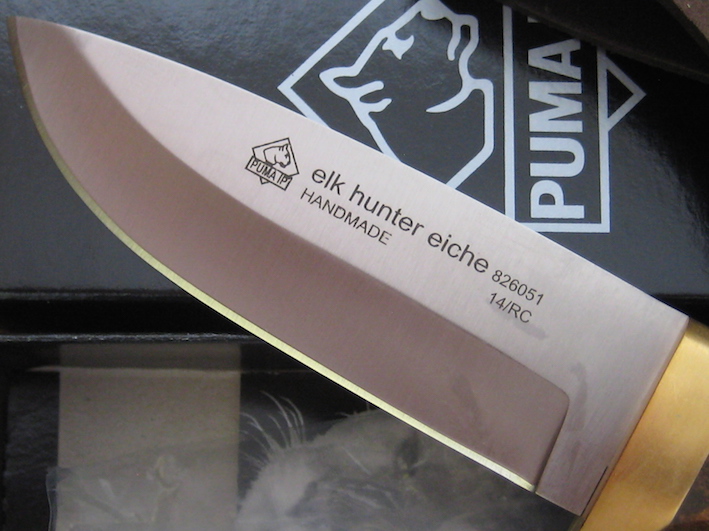 PUMA IP
elk hunter eiche 826051
HANDMADE
14/RC
PUMA